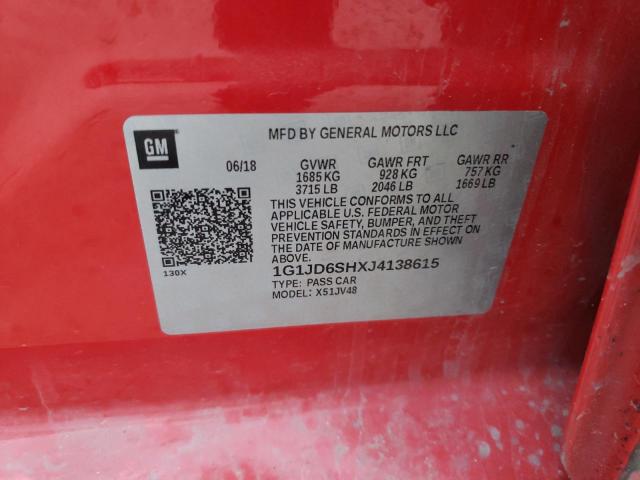 GM
MFD BY GENERAL MOTORS LLC
06/18 GVWR GAWR FRT GAWR RR
1685 KG 928 KG 757 KG
3715 LB 2046 LB 1669 LB
THIS VEHICLE CONFORMS TO ALL
APPLICABLE U.S. FEDERAL MOTOR
VEHICLE SAFETY, BUMPER, AND THEFT
PREVENTION STANDARDS IN EFFECT ON
THE DATE OF MANUFACTURE SHOWN
ABOVE.
130X
1G1JD6SHXJ4138615
TYPE: PASS CAR
MODEL: X51JV48